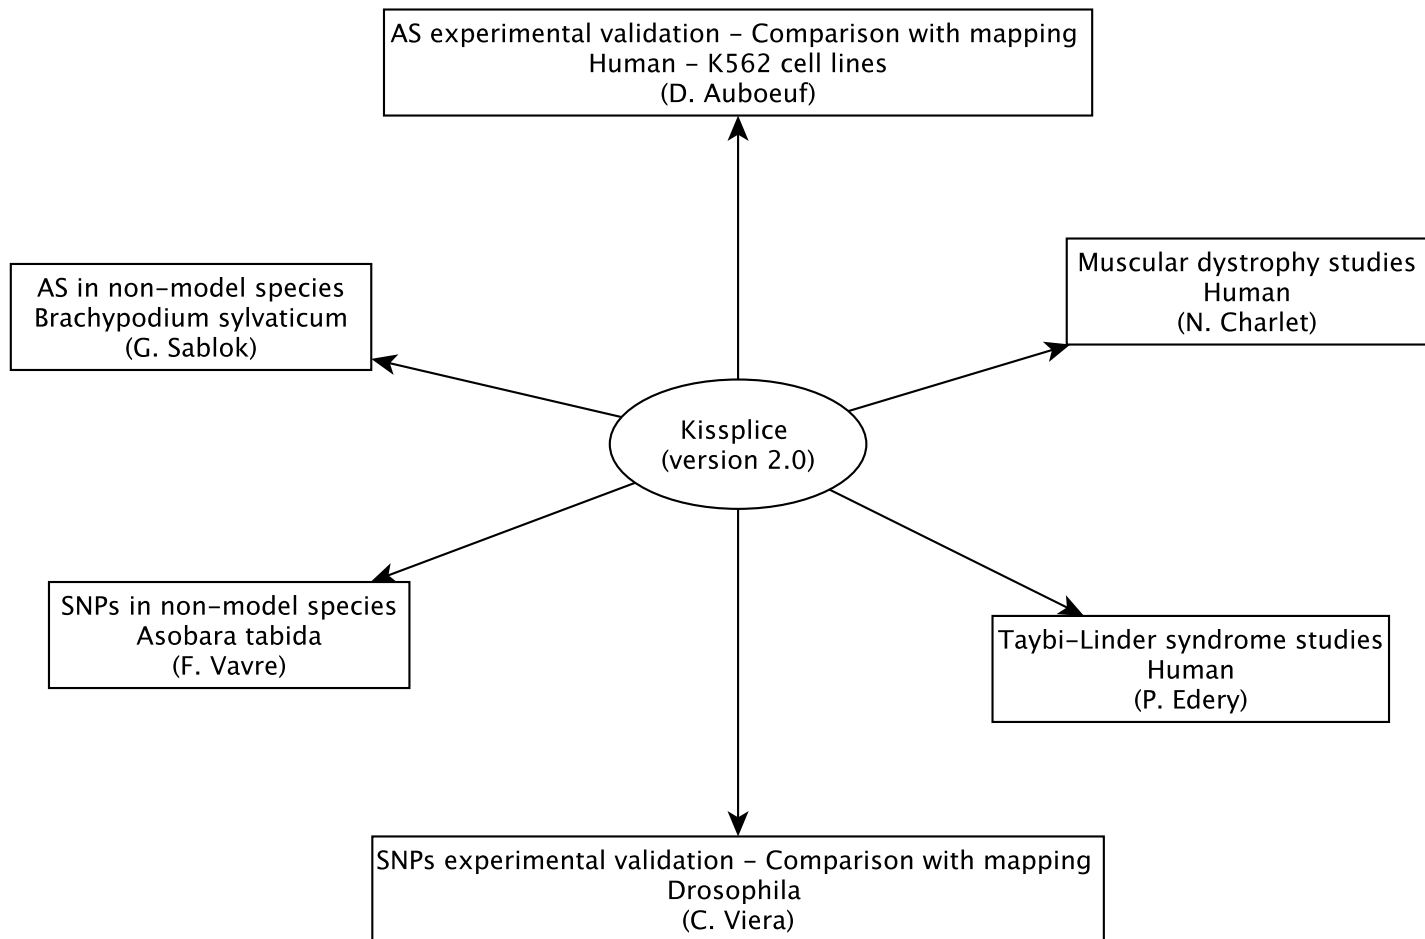 AS experimental validation – Comparison with mapping
Human – K562 cell lines
(D. Auboeuf)
Muscular dystrophy studies
Human
(N. Charlet)
AS in non–model species
Brachypodium sylvaticum
(G. Sablok)
Kissplice
(version 2.0)
SNPs in non–model species
Asobara tabida
(F. Vavre)
Taybi–Linder syndrome studies
Human
(P. Edery)
SNPs experimental validation – Comparison with mapping
Drosophila
(C. Viera)